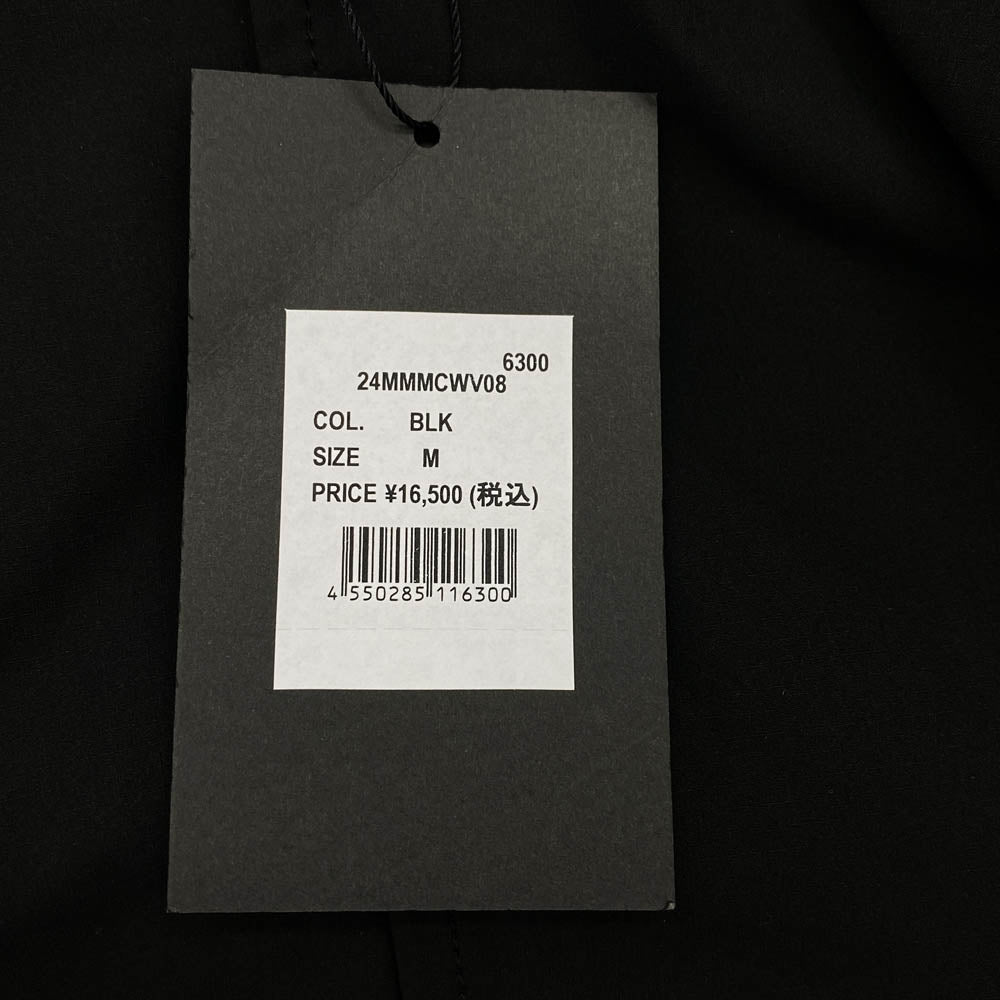 6300
24MMMCWV08
COL. BLK
SIZE M
PRICE ¥16,500 (税込)
4 550285 116300